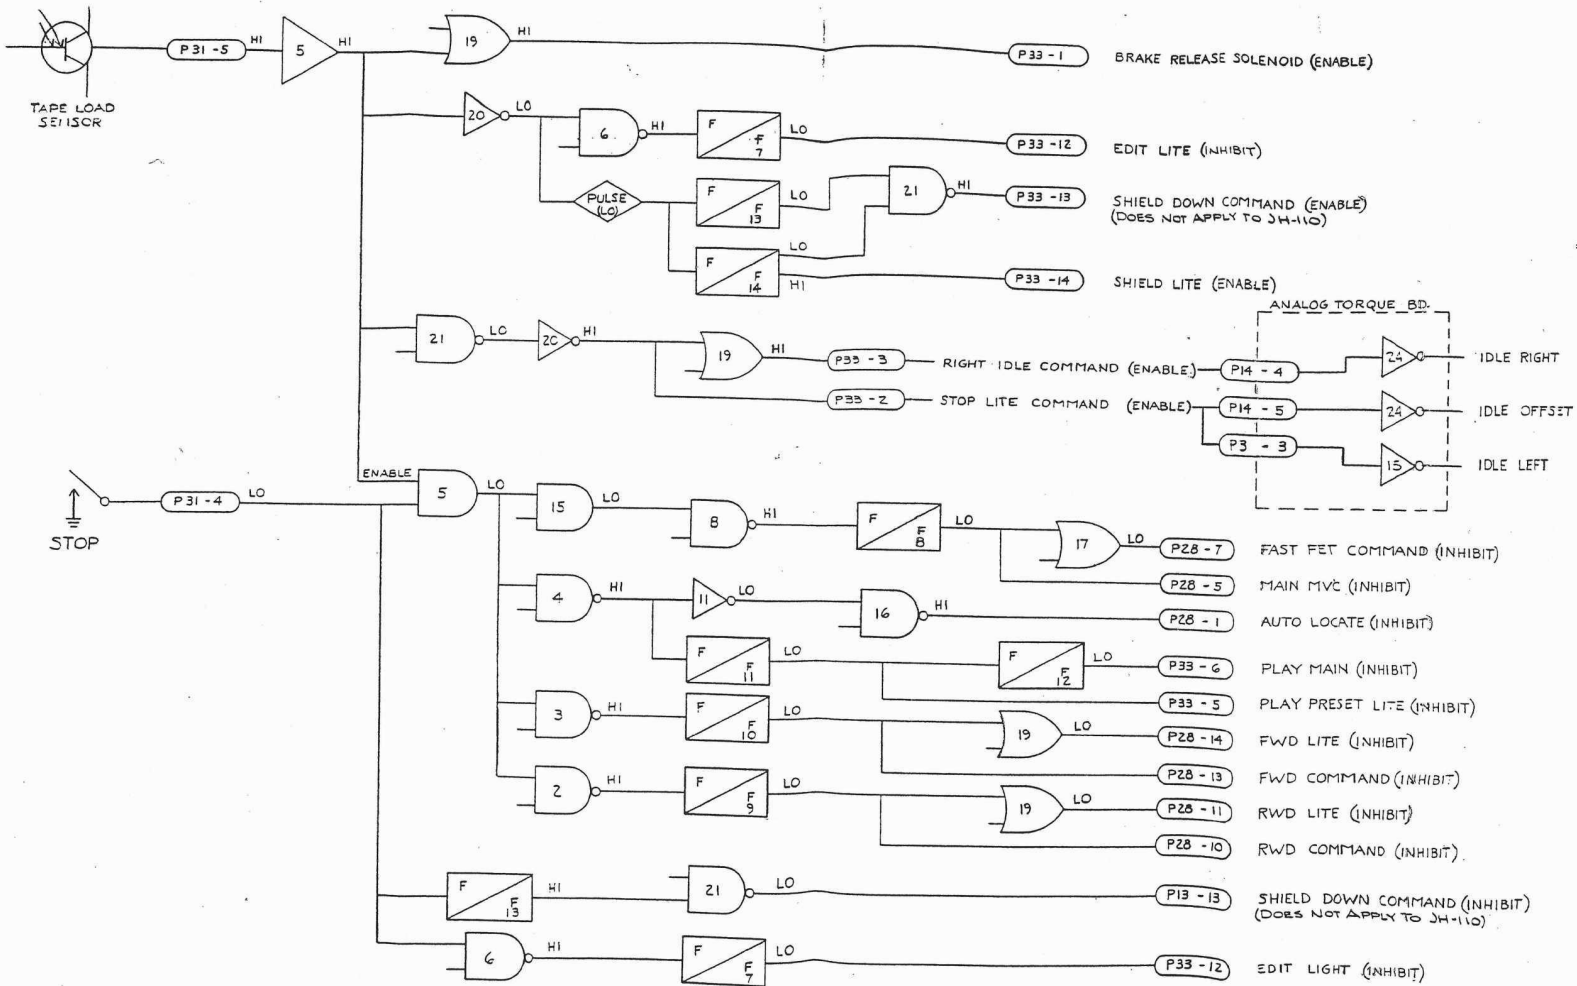 TAPE LOAD
SENSOR
P31-5
HI
5
HI
19
HI
P33-1
BRAKE RELEASE SOLENOID (ENABLE)
20
LO
6
HI
F
F
7
LO
P33-12
EDIT LITE (INHIBIT)
PULSE
(LO)
F
F
13
LO
21
HI
P33-13
SHIELD DOWN COMMAND (ENABLE)
(DOES NOT APPLY TO JH-110)
F
F
14
LO
HI
P33-14
SHIELD LITE (ENABLE)
21
LO
20
HI
19
HI
P33-3
RIGHT IDLE COMMAND (ENABLE)
P33-2
STOP LITE COMMAND (ENABLE)
ANALOG TORQUE BD.
P14-4
24
IDLE RIGHT
P14-5
24
IDLE OFFSET
P3-3
15
IDLE LEFT
STOP
P31-4
LO
ENABLE
5
LO
15
LO
8
HI
F
F
8
LO
17
LO
P28-7
FAST FET COMMAND (INHIBIT)
P28-5
MAIN MVC (INHIBIT)
4
HI
11
LO
16
HI
P28-1
AUTO LOCATE (INHIBIT)
F
F
11
LO
F
F
12
LO
P33-6
PLAY MAIN (INHIBIT)
P33-5
PLAY PRESET LITE (INHIBIT)
3
HI
F
F
10
LO
19
LO
P28-14
FWD LITE (INHIBIT)
P28-13
FWD COMMAND (INHIBIT)
2
HI
F
F
9
LO
19
LO
P28-11
RWD LITE (INHIBIT)
P28-10
RWD COMMAND (INHIBIT)
F
F
13
HI
21
LO
P13-13
SHIELD DOWN COMMAND (INHIBIT)
(DOES NOT APPLY TO JH-110)
6
HI
F
F
7
LO
P33-12
EDIT LIGHT (INHIBIT)